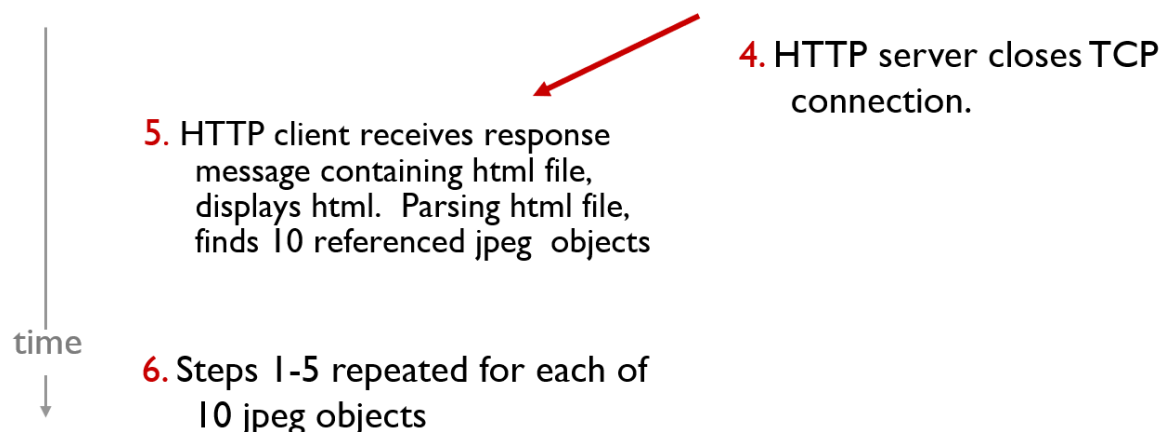 4. HTTP server closes TCP
connection.
5. HTTP client receives response
message containing html file,
displays html.  Parsing html file,
finds 10 referenced jpeg  objects
time
6. Steps 1-5 repeated for each of
10 jpeg objects